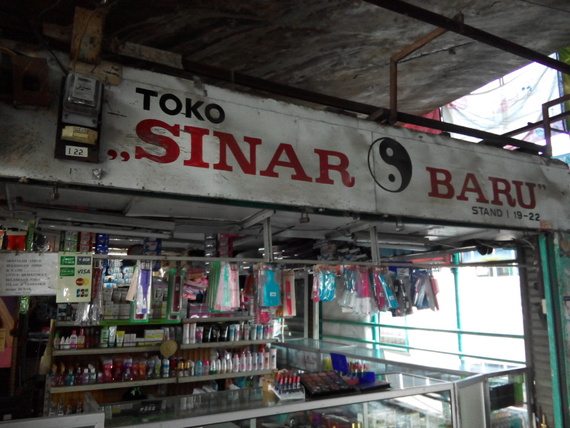 TOKO
„SINAR BARU”
STAND I 19-22
I 22
VISA